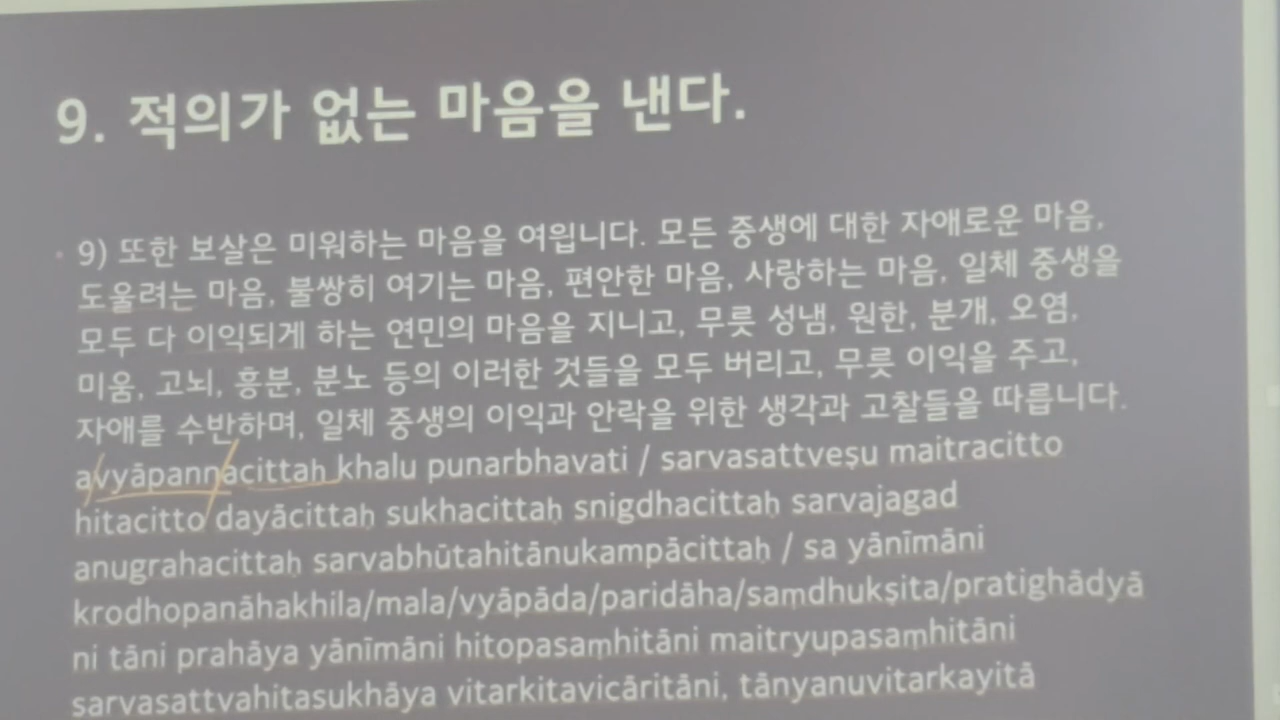 9. 적의가 없는 마음을 낸다.
• 9) 또한 보살은 미워하는 마음을 여읩니다. 모든 중생에 대한 자애로운 마음,
도울려는 마음, 불쌍히 여기는 마음, 편안한 마음, 사랑하는 마음, 일체 중생을
모두 다 이익되게 하는 연민의 마음을 지니고, 무릇 성냄, 원한, 분개, 오염,
미움, 고뇌, 흥분, 분노 등의 이러한 것들을 모두 버리고, 무릇 이익을 주고,
자애를 수반하며, 일체 중생의 이익과 안락을 위한 생각과 고찰들을 따릅니다.
avyāpannacittaḥ khalu punarbhavati / sarvasattveṣu maitracitto
hitacitto dayācittaḥ sukhacittaḥ snigdhacittaḥ sarvajagad
anugrahacittaḥ sarvabhūtahitānukampācittaḥ / sa yānīmāni
krodhopanāhakhila/mala/vyāpāda/paridāha/saṃdhukṣita/pratighādyā
ni tāni prahāya yānīmāni hitopasaṃhitāni maitryupasaṃhitāni
sarvasattvahitasukhāya vitarkitavicāritāni, tānyanuvitarkayitā